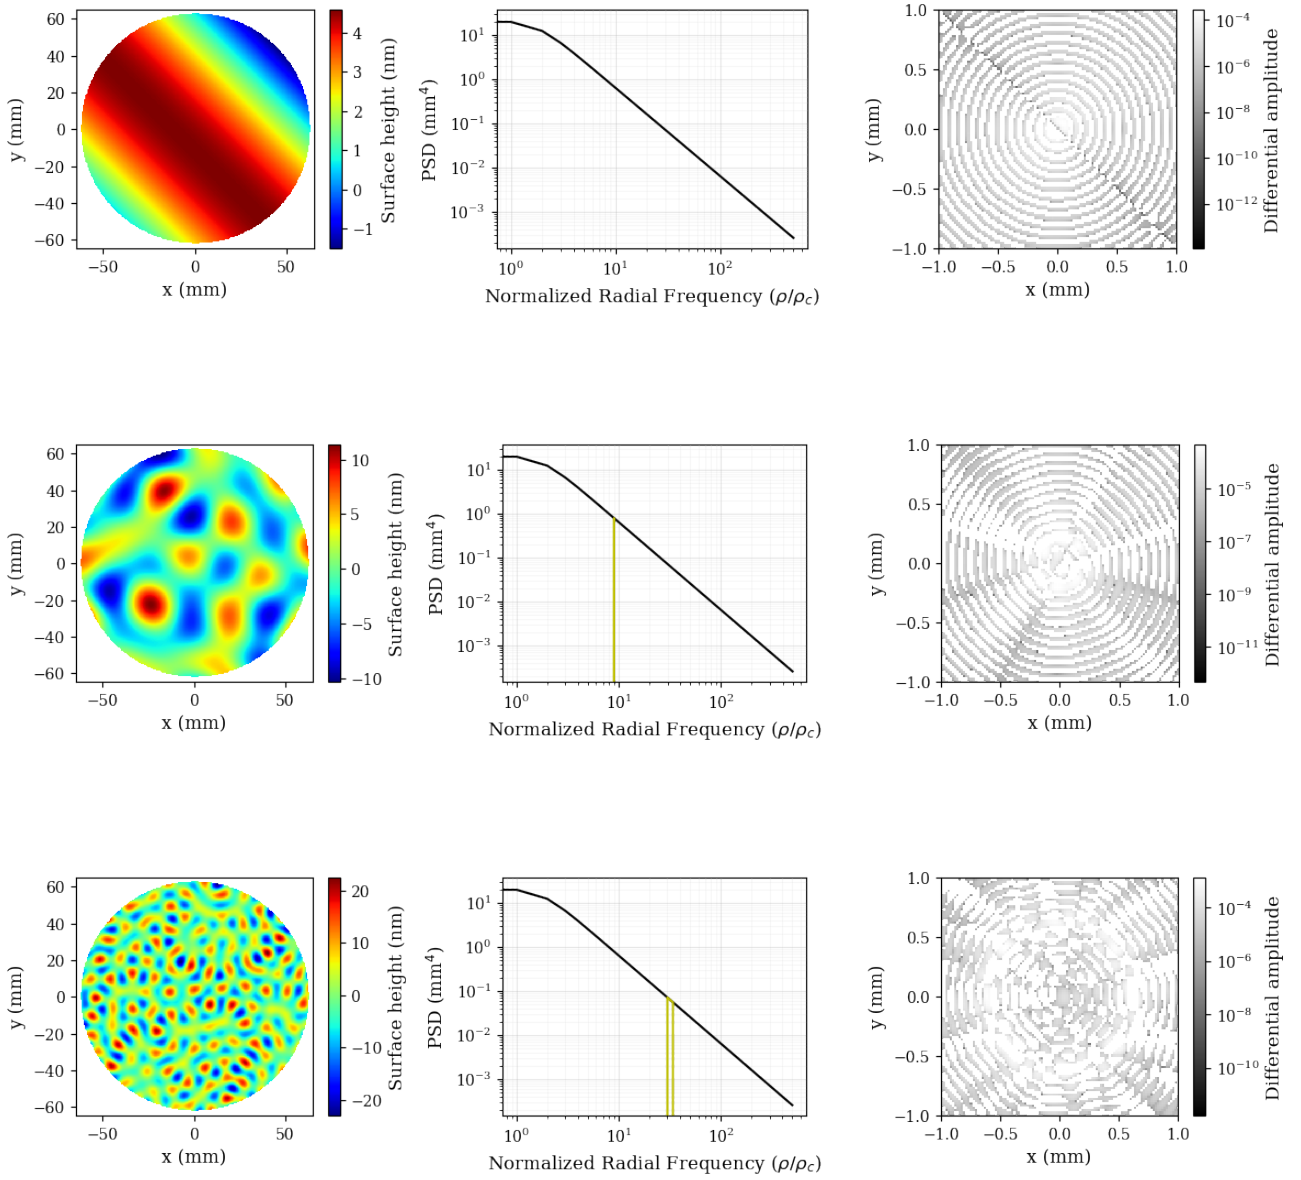 60
40
20
0
−20
−40
−60
y (mm)
−50 0 50
x (mm)
4
3
2
1
0
−1
Surface height (nm)
10¹
10⁰
10⁻¹
10⁻²
10⁻³
PSD (mm⁴)
10⁰ 10¹ 10²
Normalized Radial Frequency (ρ/ρc)
1.0
0.5
0.0
−0.5
−1.0
y (mm)
−1.0 −0.5 0.0 0.5 1.0
x (mm)
10⁻⁴
10⁻⁶
10⁻⁸
10⁻¹⁰
10⁻¹²
Differential amplitude
60
40
20
0
−20
−40
−60
y (mm)
−50 0 50
x (mm)
10
5
0
−5
−10
Surface height (nm)
10¹
10⁰
10⁻¹
10⁻²
10⁻³
PSD (mm⁴)
10⁰ 10¹ 10²
Normalized Radial Frequency (ρ/ρc)
1.0
0.5
0.0
−0.5
−1.0
y (mm)
−1.0 −0.5 0.0 0.5 1.0
x (mm)
10⁻⁵
10⁻⁷
10⁻⁹
10⁻¹¹
Differential amplitude
60
40
20
0
−20
−40
−60
y (mm)
−50 0 50
x (mm)
20
10
0
−10
−20
Surface height (nm)
10¹
10⁰
10⁻¹
10⁻²
10⁻³
PSD (mm⁴)
10⁰ 10¹ 10²
Normalized Radial Frequency (ρ/ρc)
1.0
0.5
0.0
−0.5
−1.0
y (mm)
−1.0 −0.5 0.0 0.5 1.0
x (mm)
10⁻⁴
10⁻⁶
10⁻⁸
10⁻¹⁰
Differential amplitude